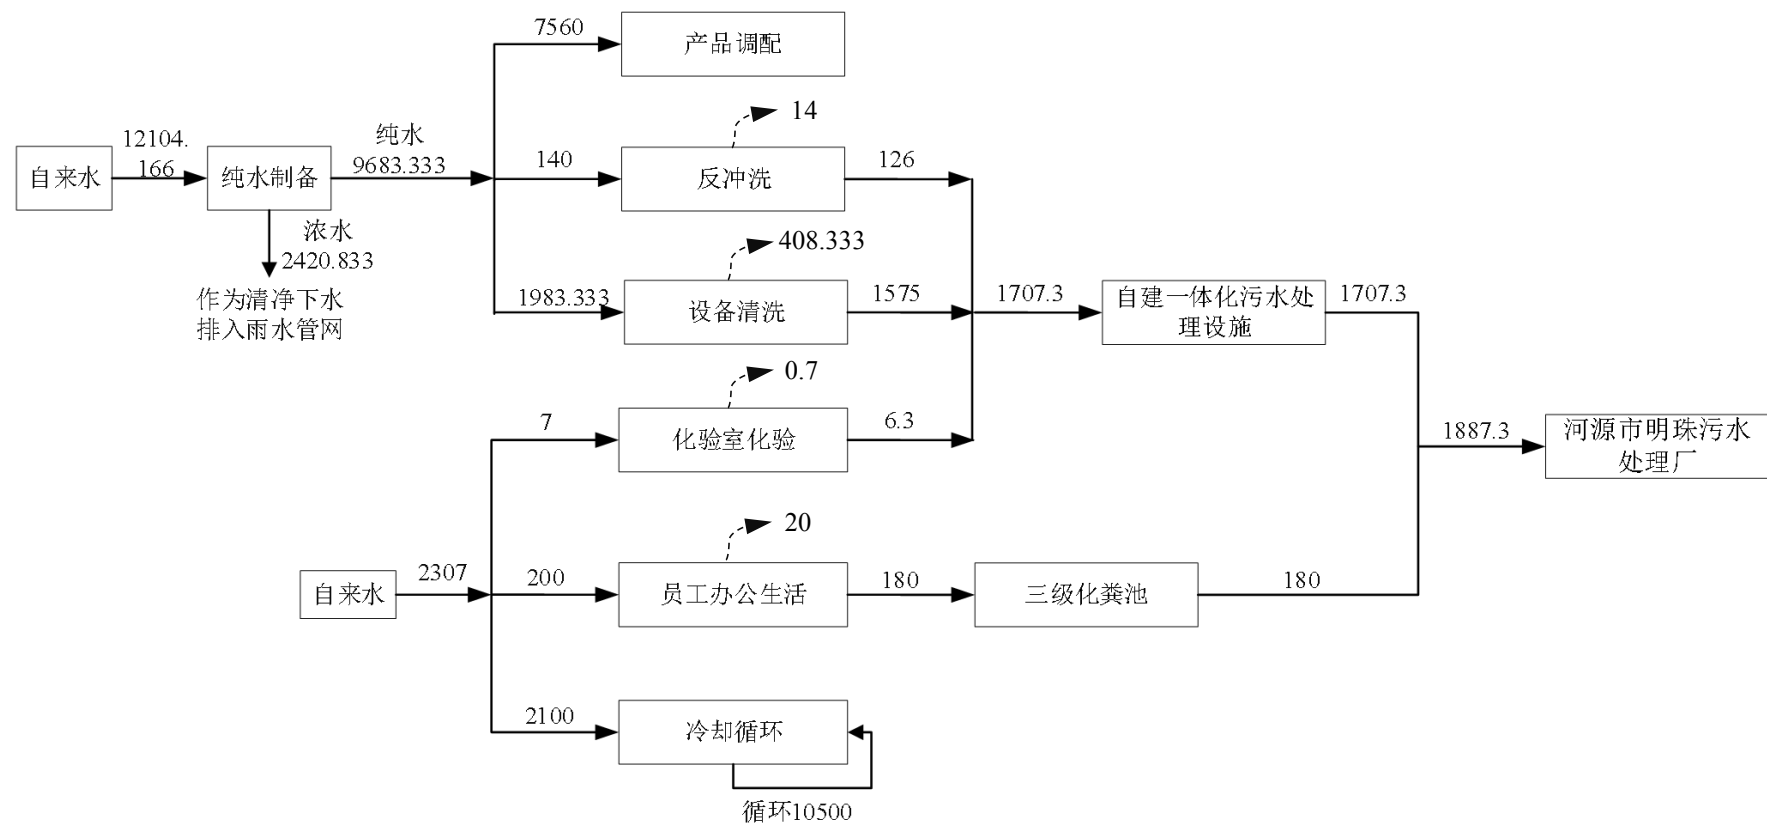 7560
产品调配
14
自来水
12104.
166
纯水制备
纯水
9683.333
140
反冲洗
126
浓水
2420.833
作为清净下水
排入雨水管网
408.333
1983.333
设备清洗
1575
1707.3
自建一体化污水处
理设施
1707.3
0.7
7
化验室化验
6.3
1887.3
河源市明珠污水
处理厂
20
自来水
2307
200
员工办公生活
180
三级化粪池
180
2100
冷却循环
循环10500